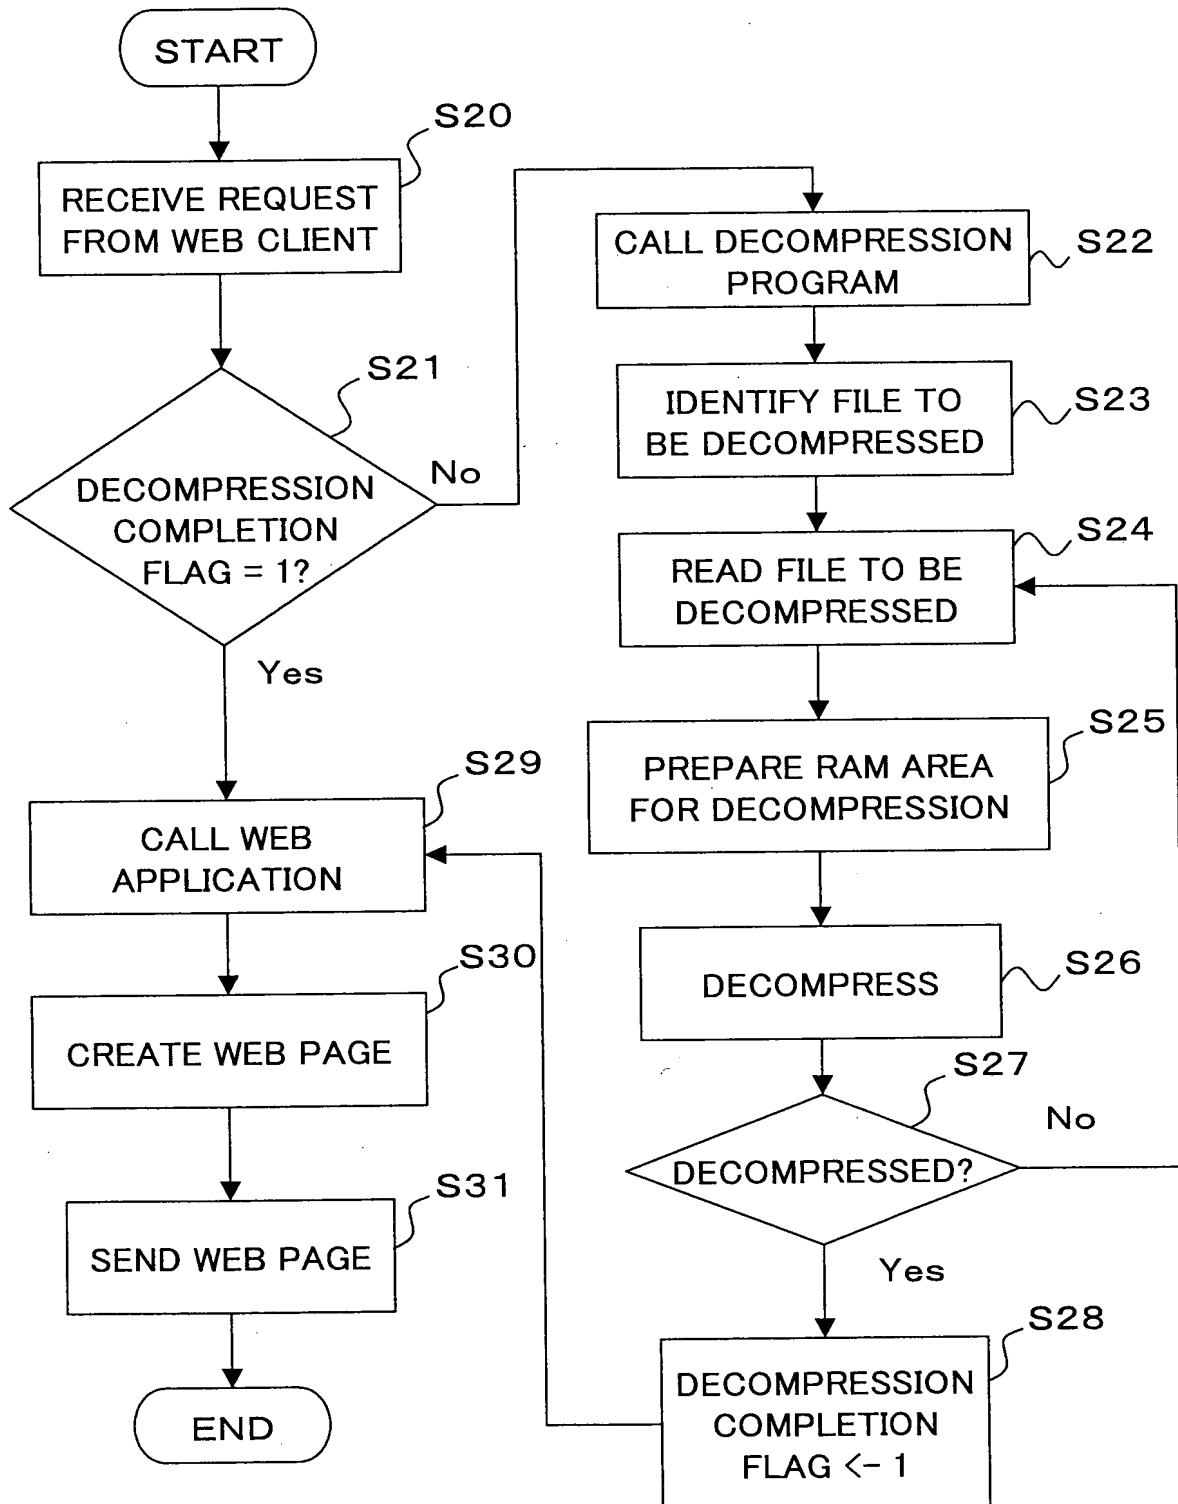 START
S20
RECEIVE REQUEST
FROM WEB CLIENT
S21
DECOMPRESSION
COMPLETION
FLAG = 1?
No
Yes
S22
CALL DECOMPRESSION
PROGRAM
S23
IDENTIFY FILE TO
BE DECOMPRESSED
S24
READ FILE TO BE
DECOMPRESSED
S25
PREPARE RAM AREA
FOR DECOMPRESSION
S26
DECOMPRESS
S27
DECOMPRESSED?
No
Yes
S28
DECOMPRESSION
COMPLETION
FLAG <- 1
S29
CALL WEB
APPLICATION
S30
CREATE WEB PAGE
S31
SEND WEB PAGE
END